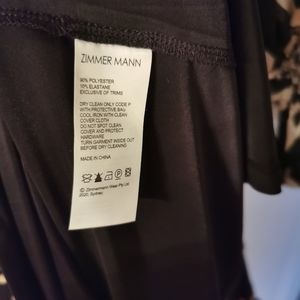 ZIMMERMANN
90% POLYESTER
10% ELASTANE
EXCLUSIVE OF TRIMS
DRY CLEAN ONLY CODE P
WITH PROTECTIVE BAG
COOL IRON WITH CLEAN
COVER CLOTH
DO NOT SPOT CLEAN
COVER AND PROTECT
HARDWARE
TURN GARMENT INSIDE OUT
BEFORE DRY CLEANING
MADE IN CHINA
© Zimmermann Wear Pty Ltd
2020, Sydney